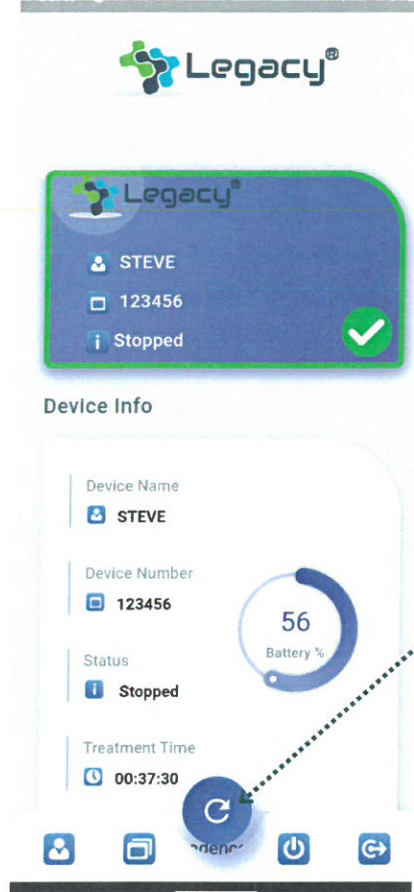 Legacy®
Legacy®
STEVE
123456
Stopped
Device Info
Device Name
STEVE
Device Number
123456
56
Battery %
Status
Stopped
Treatment Time
00:37:30